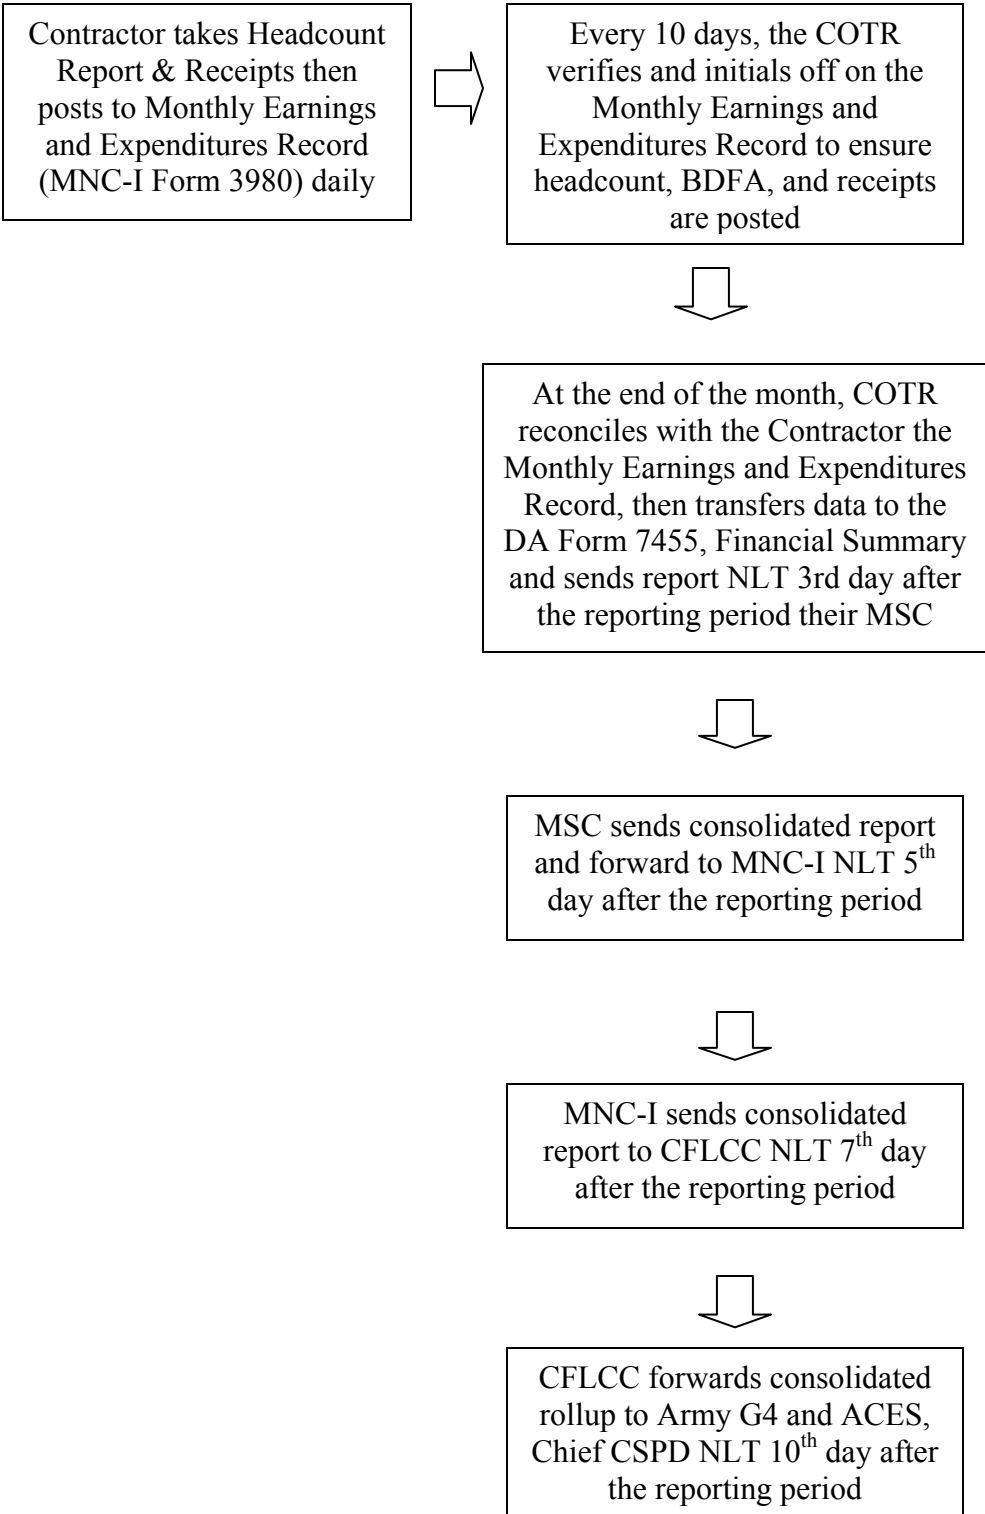 Contractor takes Headcount
Report & Receipts then
posts to Monthly Earnings
and Expenditures Record
(MNC-I Form 3980) daily
Every 10 days, the COTR
verifies and initials off on the
Monthly Earnings and
Expenditures Record to ensure
headcount, BDFA, and receipts
are posted
At the end of the month, COTR
reconciles with the Contractor the
Monthly Earnings and Expenditures
Record, then transfers data to the
DA Form 7455, Financial Summary
and sends report NLT 3rd day after
the reporting period their MSC
MSC sends consolidated report
and forward to MNC-I NLT 5th
day after the reporting period
MNC-I sends consolidated
report to CFLCC NLT 7th day
after the reporting period
CFLCC forwards consolidated
rollup to Army G4 and ACES,
Chief CSPD NLT 10th day after
the reporting period